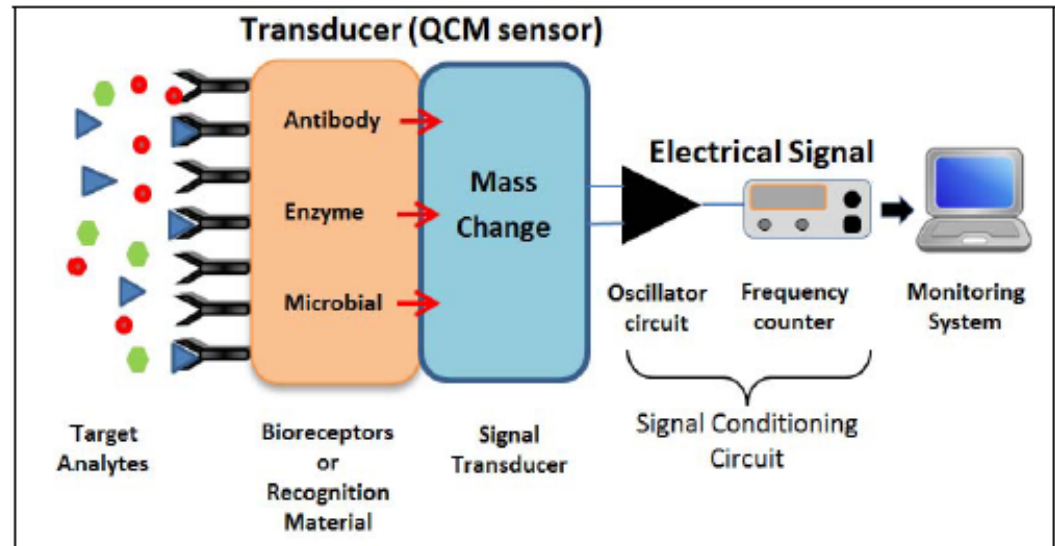 Transducer (QCM sensor)
Antibody
Enzyme
Microbial
Mass
Change
Electrical Signal
Oscillator
circuit
Frequency
counter
Monitoring
System
Signal Conditioning
Circuit
Target
Analytes
Bioreceptors
or
Recognition
Material
Signal
Transducer